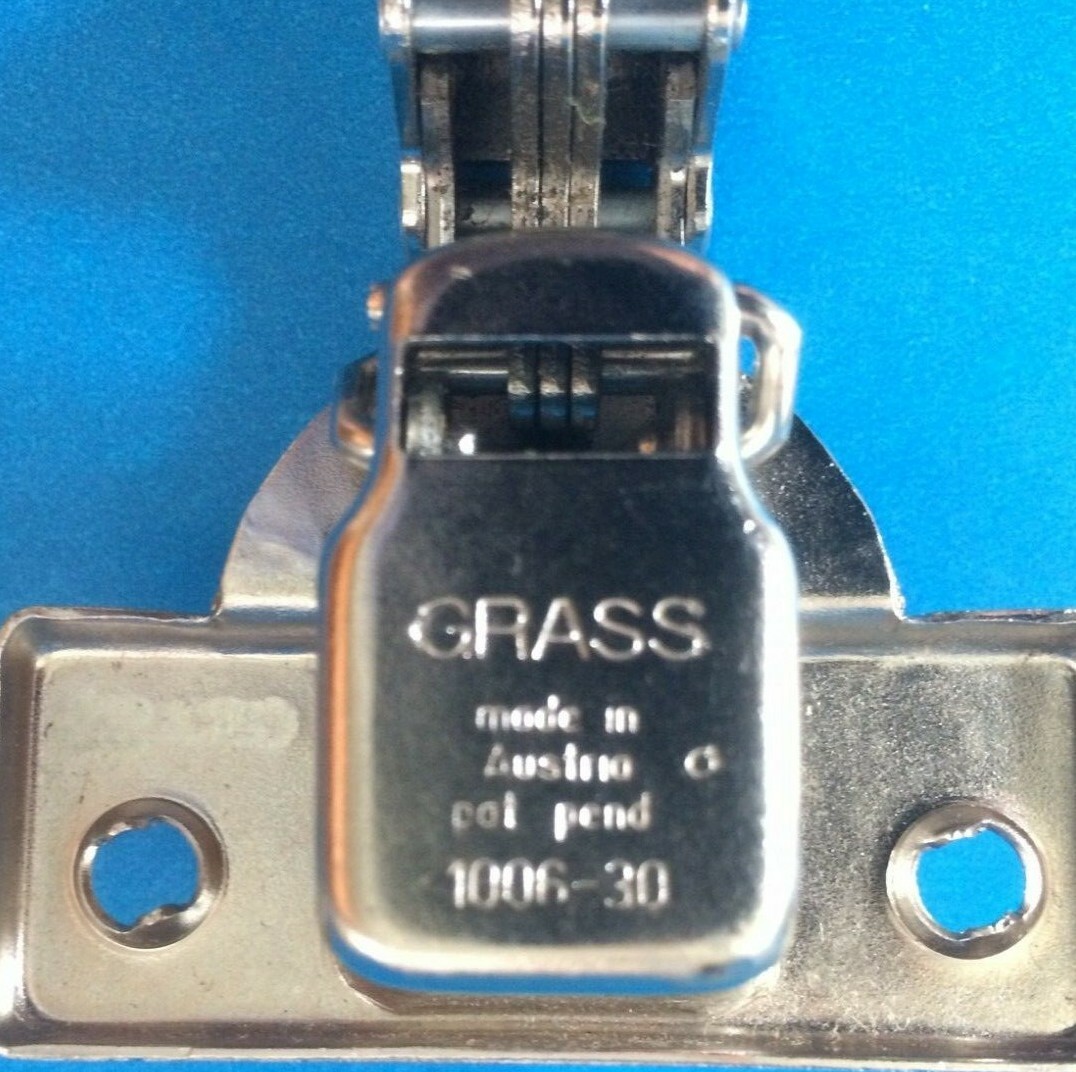 GRASS
made in
Austria G
pat pend
1006-30